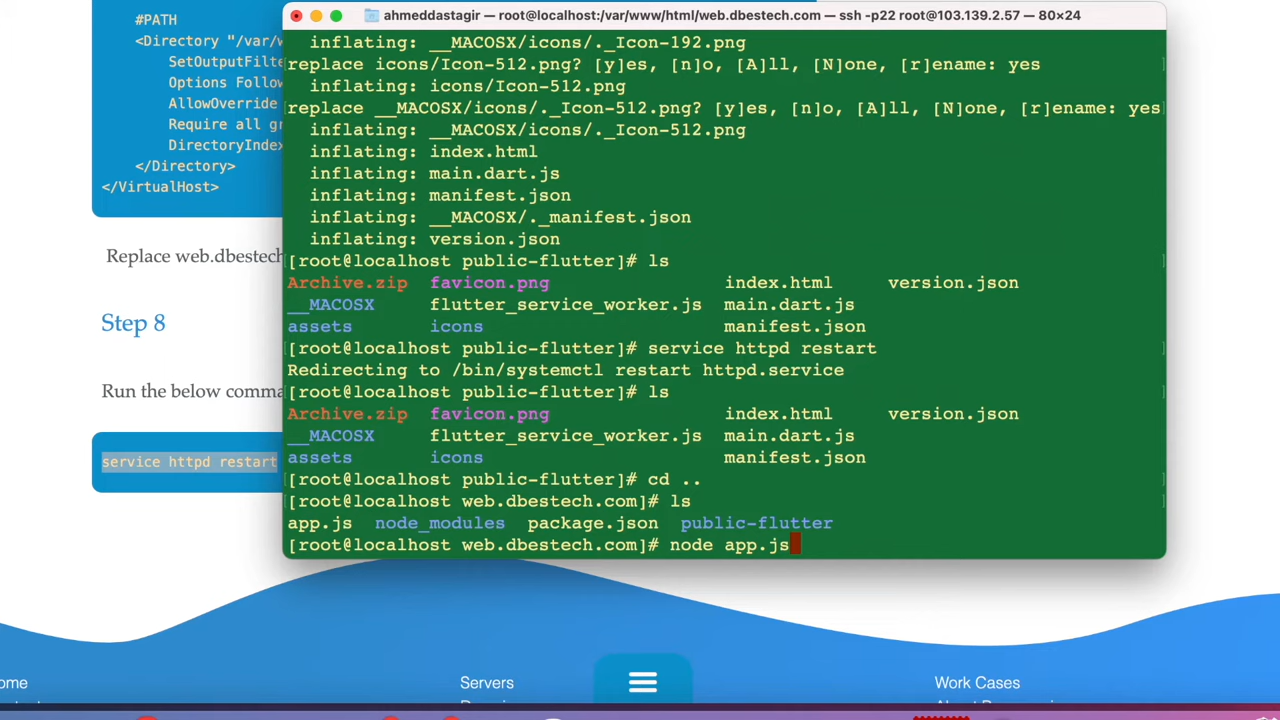 #PATH
<Directory "/var/w
SetOutputFilte
Options Follow
AllowOverride
Require all gr
DirectoryIndex
</Directory>
</VirtualHost>
Replace web.dbestech
Step 8
Run the below comma
service httpd restart
ahmeddastagir — root@localhost:/var/www/html/web.dbestech.com — ssh -p22 root@103.139.2.57 — 80×24
inflating: __MACOSX/icons/._Icon-192.png
replace icons/Icon-512.png? [y]es, [n]o, [A]ll, [N]one, [r]ename: yes
inflating: icons/Icon-512.png
replace __MACOSX/icons/._Icon-512.png? [y]es, [n]o, [A]ll, [N]one, [r]ename: yes
inflating: __MACOSX/icons/._Icon-512.png
inflating: index.html
inflating: main.dart.js
inflating: manifest.json
inflating: __MACOSX/._manifest.json
inflating: version.json
[root@localhost public-flutter]# ls
Archive.zip favicon.png index.html version.json
__MACOSX flutter_service_worker.js main.dart.js
assets icons manifest.json
[root@localhost public-flutter]# service httpd restart
Redirecting to /bin/systemctl restart httpd.service
[root@localhost public-flutter]# ls
Archive.zip favicon.png index.html version.json
__MACOSX flutter_service_worker.js main.dart.js
assets icons manifest.json
[root@localhost public-flutter]# cd ..
[root@localhost web.dbestech.com]# ls
app.js node_modules package.json public-flutter
[root@localhost web.dbestech.com]# node app.js
ome Servers Work Cases